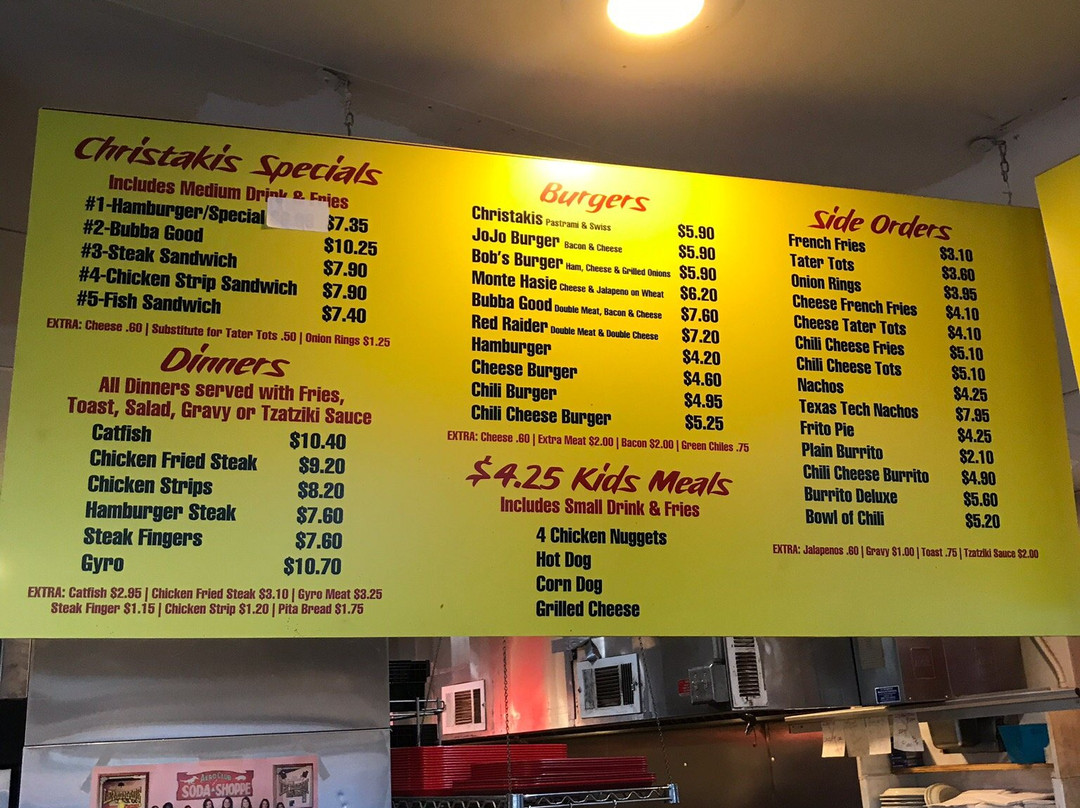 Christakis Specials
Includes Medium Drink & Fries
#1-Hamburger/Special $7.35
#2-Bubba Good $10.25
#3-Steak Sandwich $7.90
#4-Chicken Strip Sandwich $7.90
#5-Fish Sandwich $7.40
EXTRA: Cheese .60 | Substitute for Tater Tots .50 | Onion Rings $1.25
Dinners
All Dinners served with Fries,
Toast, Salad, Gravy or Tzatziki Sauce
Catfish $10.40
Chicken Fried Steak $9.20
Chicken Strips $8.20
Hamburger Steak $7.60
Steak Fingers $7.60
Gyro $10.70
EXTRA: Catfish $2.95 | Chicken Fried Steak $3.10 | Gyro Meat $3.25
Steak Finger $1.15 | Chicken Strip $1.20 | Pita Bread $1.75
Burgers
Christakis Pastrami & Swiss $5.90
JoJo Burger Bacon & Cheese $5.90
Bob's Burger Ham, Cheese & Grilled Onions $5.90
Monte Hasie Cheese & Jalapeno on Wheat $6.20
Bubba Good Double Meat, Bacon & Cheese $7.60
Red Raider Double Meat & Double Cheese $7.20
Hamburger $4.20
Cheese Burger $4.60
Chili Burger $4.95
Chili Cheese Burger $5.25
EXTRA: Cheese .60 | Extra Meat $2.00 | Bacon $2.00 | Green Chiles .75
$4.25 Kids Meals
Includes Small Drink & Fries
4 Chicken Nuggets
Hot Dog
Corn Dog
Grilled Cheese
Side Orders
French Fries $3.10
Tater Tots $3.60
Onion Rings $3.95
Cheese French Fries $4.10
Cheese Tater Tots $4.10
Chili Cheese Fries $5.10
Chili Cheese Tots $5.10
Nachos $4.25
Texas Tech Nachos $7.95
Frito Pie $4.25
Plain Burrito $2.10
Chili Cheese Burrito $4.90
Burrito Deluxe $5.60
Bowl of Chili $5.20
EXTRA: Jalapenos .60 | Gravy $1.00 | Toast .75 | Tzatziki Sauce $2.00
SODA-SHOPPE